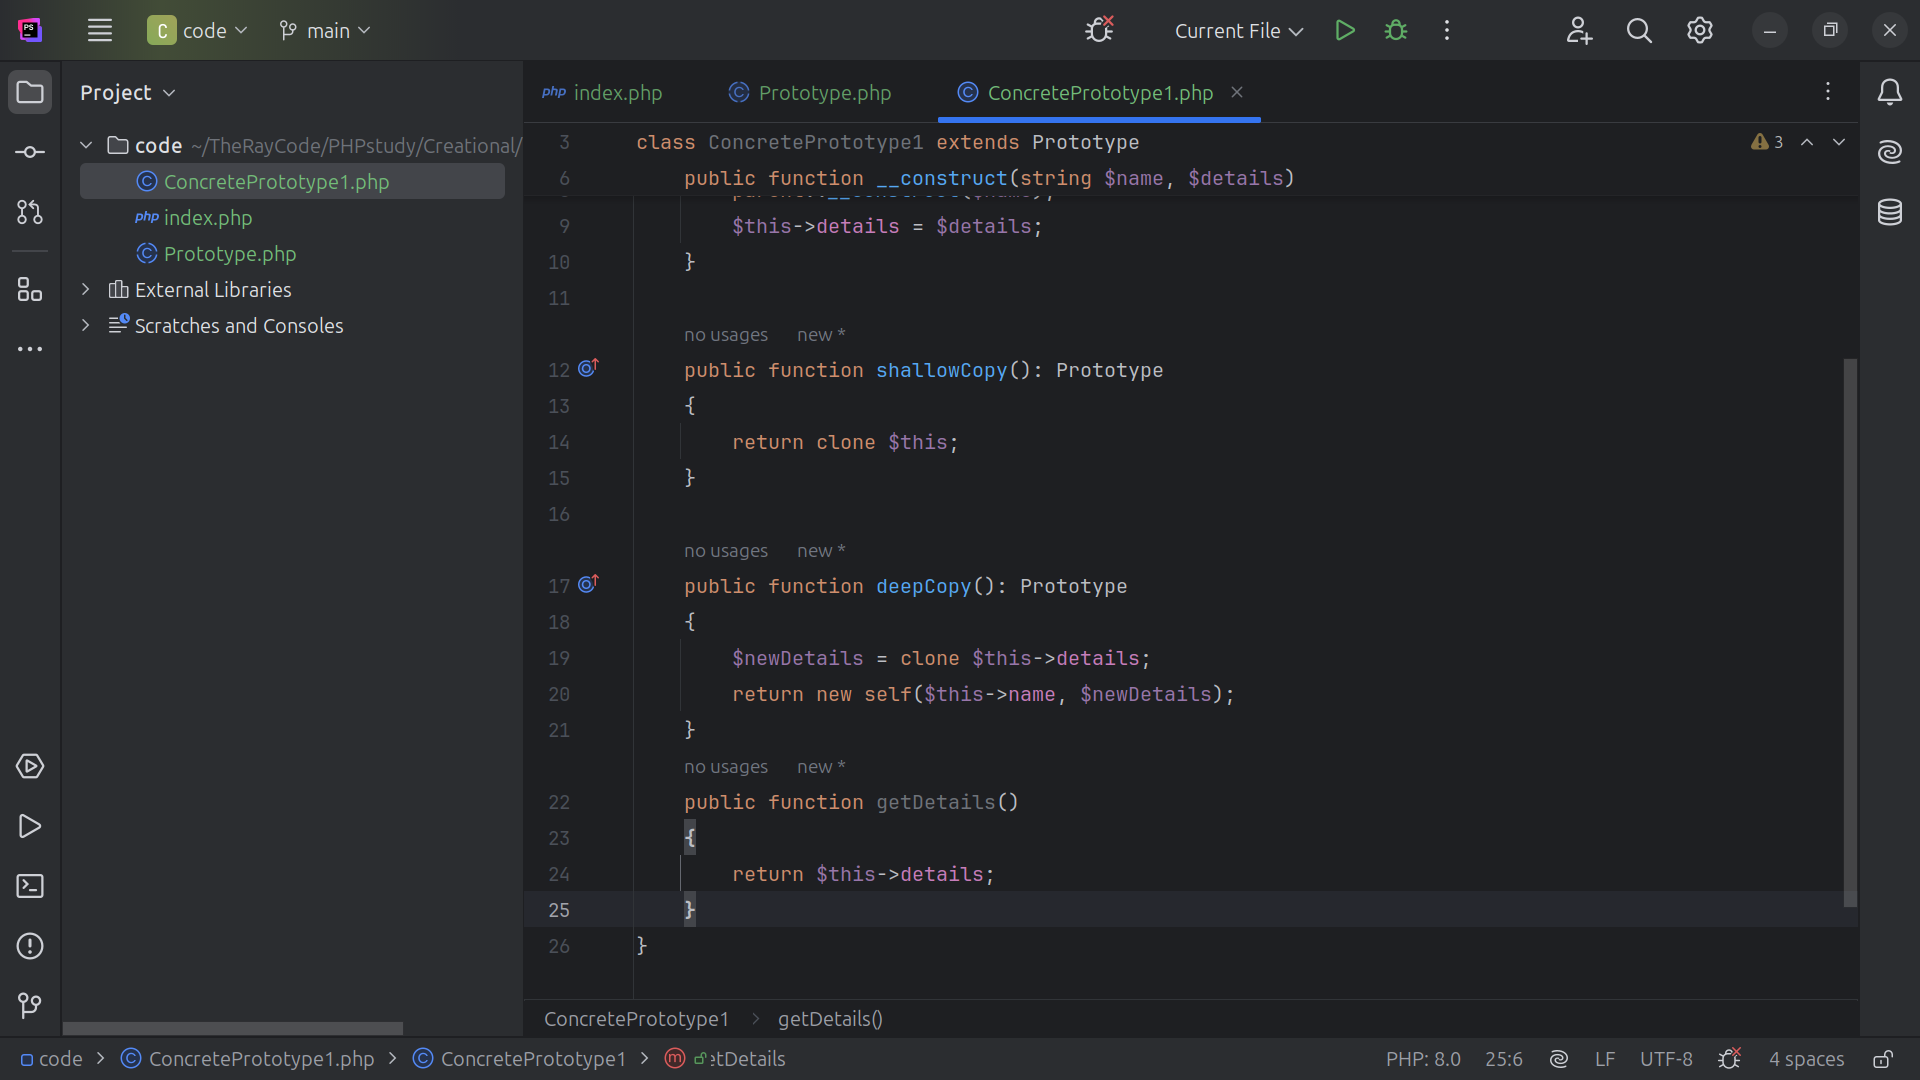 PS
C code
main
Current File
Project
code ~/TheRayCode/PHPstudy/Creational/
ConcretePrototype1.php
php index.php
Prototype.php
External Libraries
Scratches and Consoles
php index.php
Prototype.php
ConcretePrototype1.php
3 class ConcretePrototype1 extends Prototype
3
6 public function __construct(string $name, $details)
9 $this->details = $details;
10 }
11
no usages new *
12 public function shallowCopy(): Prototype
13 {
14 return clone $this;
15 }
16
no usages new *
17 public function deepCopy(): Prototype
18 {
19 $newDetails = clone $this->details;
20 return new self($this->name, $newDetails);
21 }
no usages new *
22 public function getDetails()
23 {
24 return $this->details;
25 }
26 }
ConcretePrototype1 > getDetails()
code > ConcretePrototype1.php > ConcretePrototype1 > m etDetails
PHP: 8.0 25:6 LF UTF-8 4 spaces